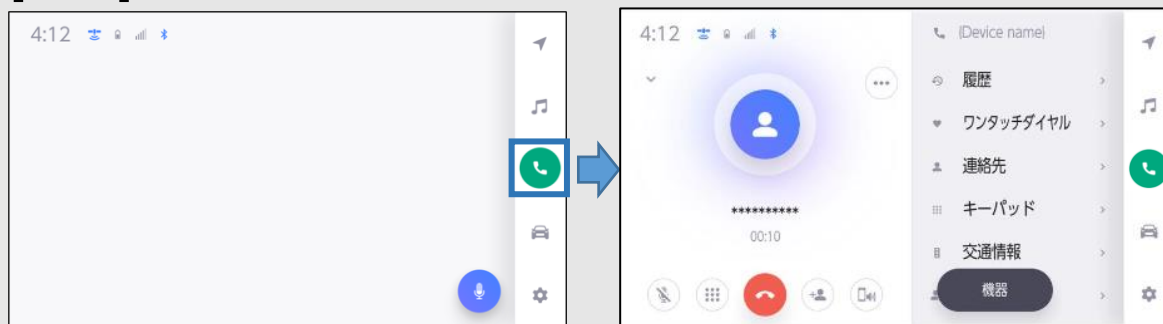 4:12
4:12
(Device name)
履歴
ワンタッチダイヤル
連絡先
キーパッド
交通情報
機器
**********
00:10